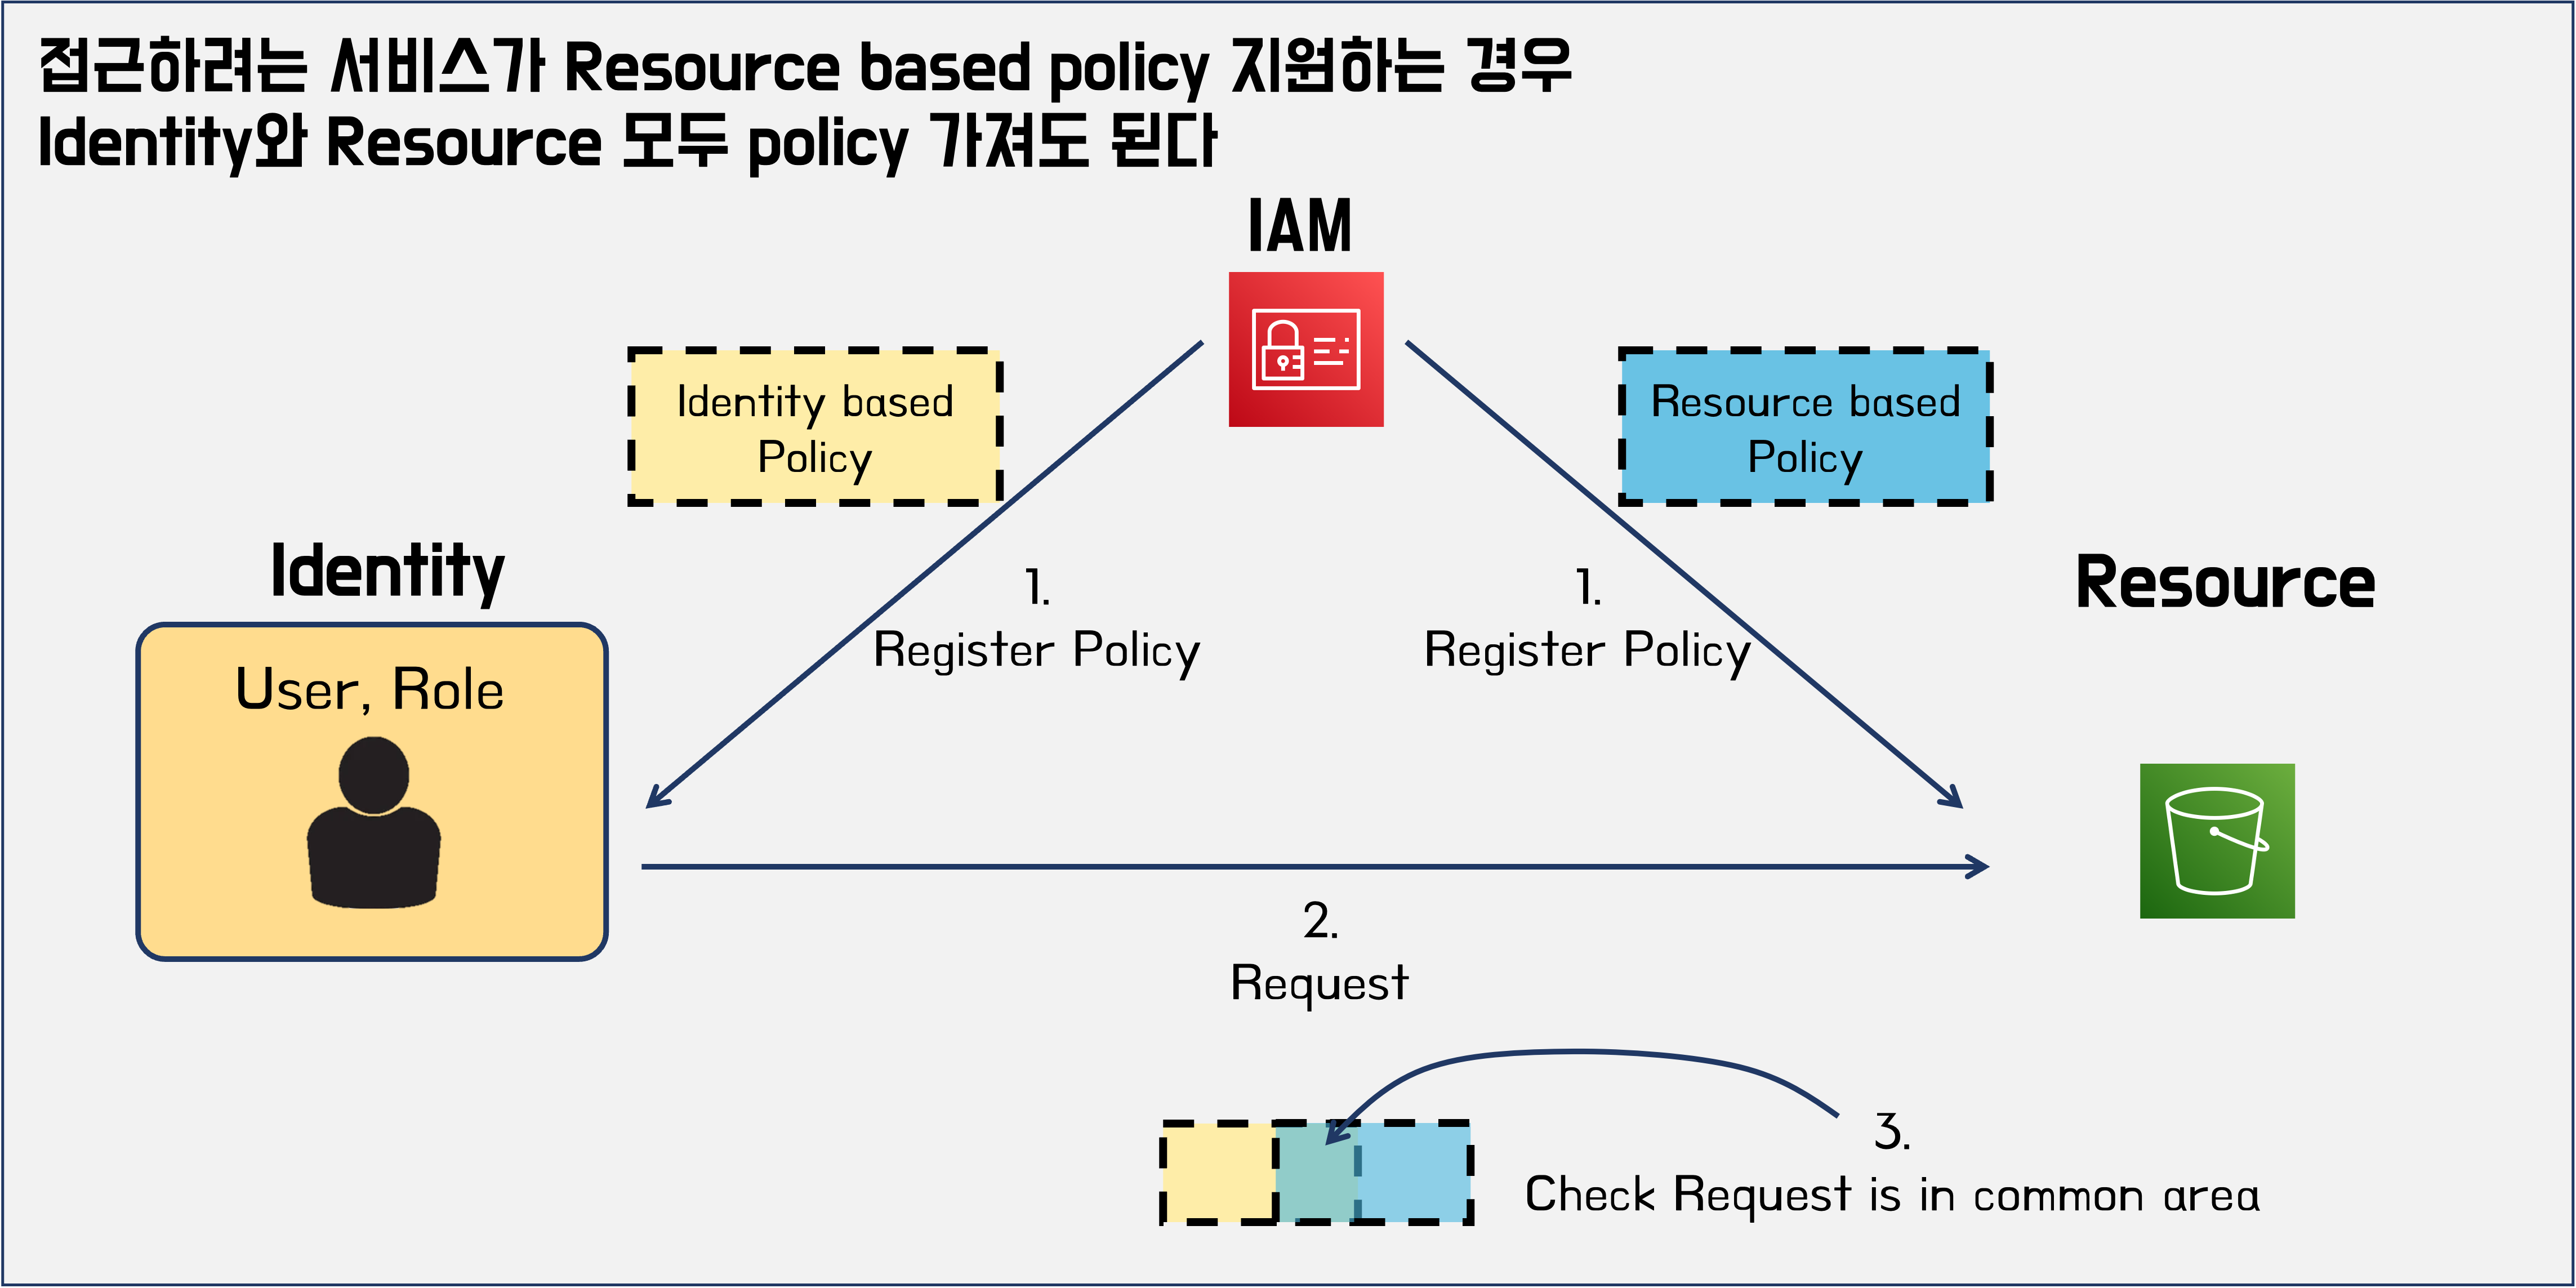 접근하려는 서비스가 Resource based policy 지원하는 경우
Identity와 Resource 모두 policy 가져도 된다
IAM
Identity based
Policy
Resource based
Policy
Identity
Resource
1.
Register Policy
1.
Register Policy
User, Role
2.
Request
3.
Check Request is in common area